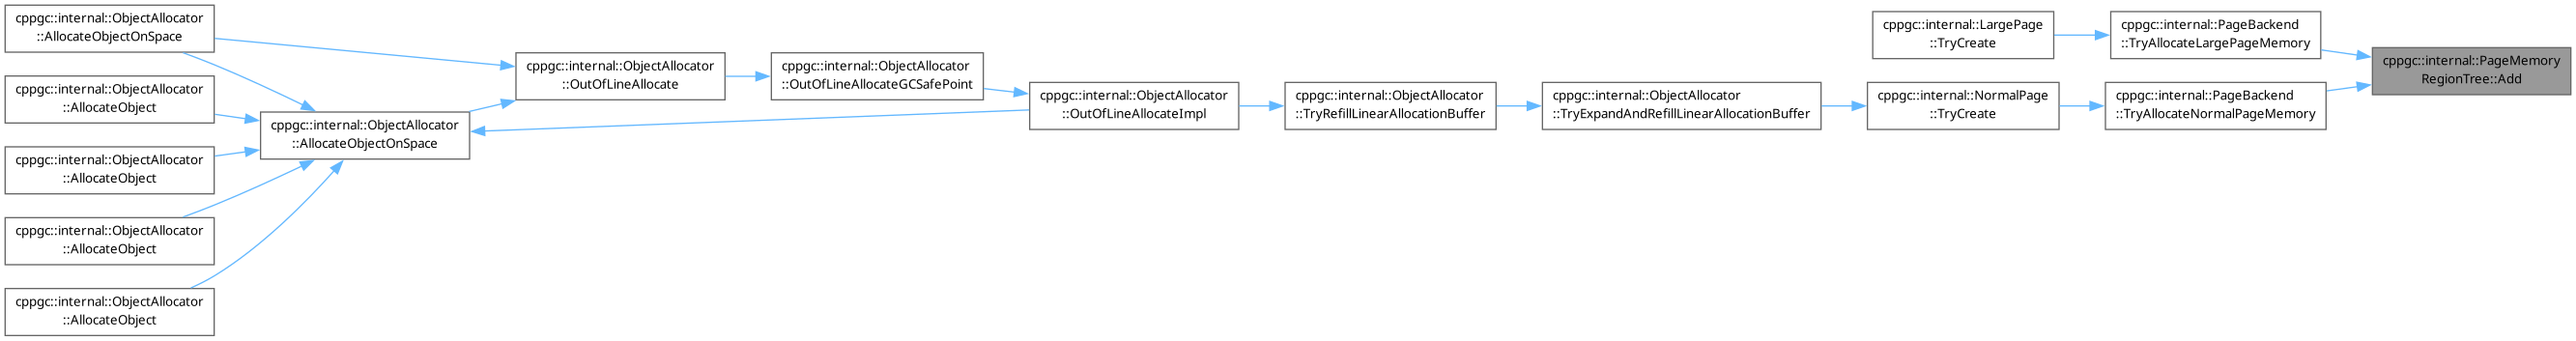 cppgc::internal::ObjectAllocator
::AllocateObjectOnSpace
cppgc::internal::ObjectAllocator
::AllocateObject
cppgc::internal::ObjectAllocator
::AllocateObject
cppgc::internal::ObjectAllocator
::AllocateObject
cppgc::internal::ObjectAllocator
::AllocateObject
cppgc::internal::ObjectAllocator
::AllocateObjectOnSpace
cppgc::internal::ObjectAllocator
::OutOfLineAllocate
cppgc::internal::ObjectAllocator
::OutOfLineAllocateGCSafePoint
cppgc::internal::ObjectAllocator
::OutOfLineAllocateImpl
cppgc::internal::ObjectAllocator
::TryRefillLinearAllocationBuffer
cppgc::internal::ObjectAllocator
::TryExpandAndRefillLinearAllocationBuffer
cppgc::internal::LargePage
::TryCreate
cppgc::internal::NormalPage
::TryCreate
cppgc::internal::PageBackend
::TryAllocateLargePageMemory
cppgc::internal::PageBackend
::TryAllocateNormalPageMemory
cppgc::internal::PageMemory
RegionTree::Add